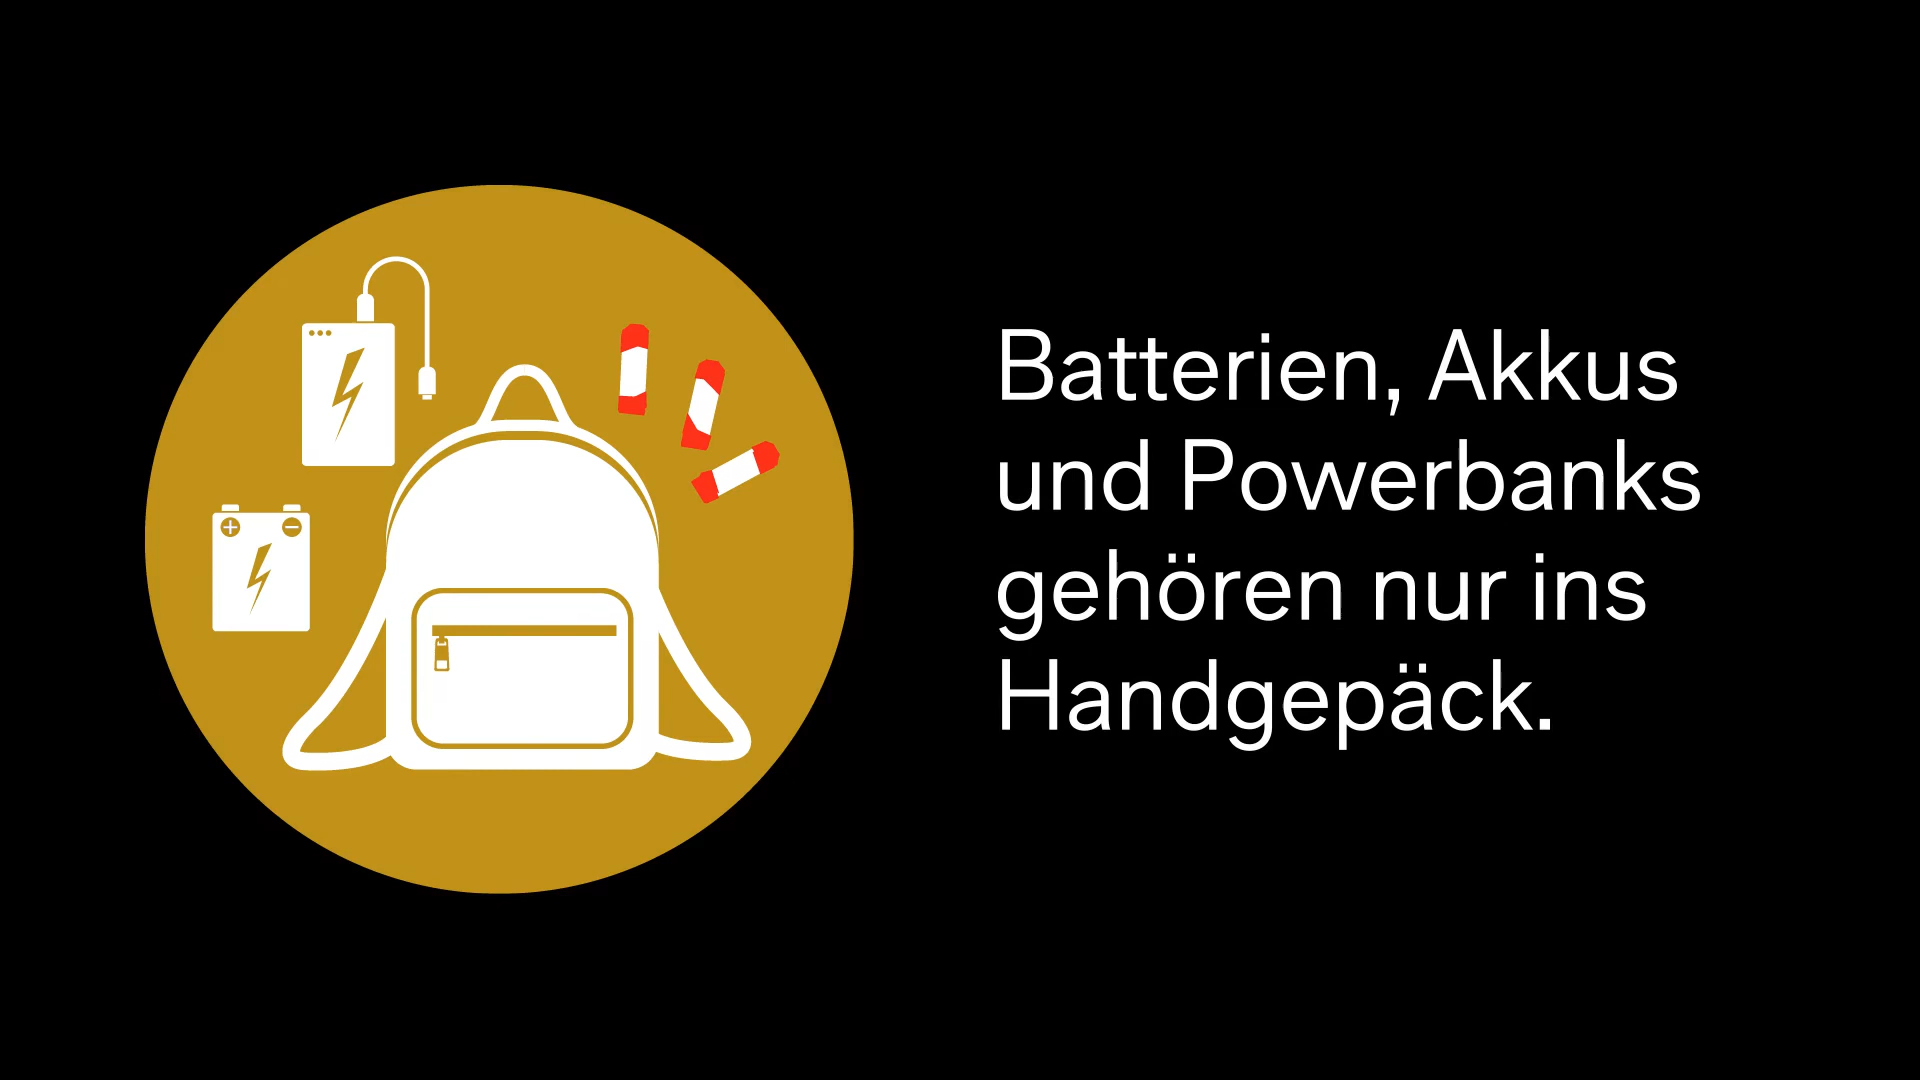 Batterien, Akkus
und Powerbanks
gehören nur ins
Handgepäck.